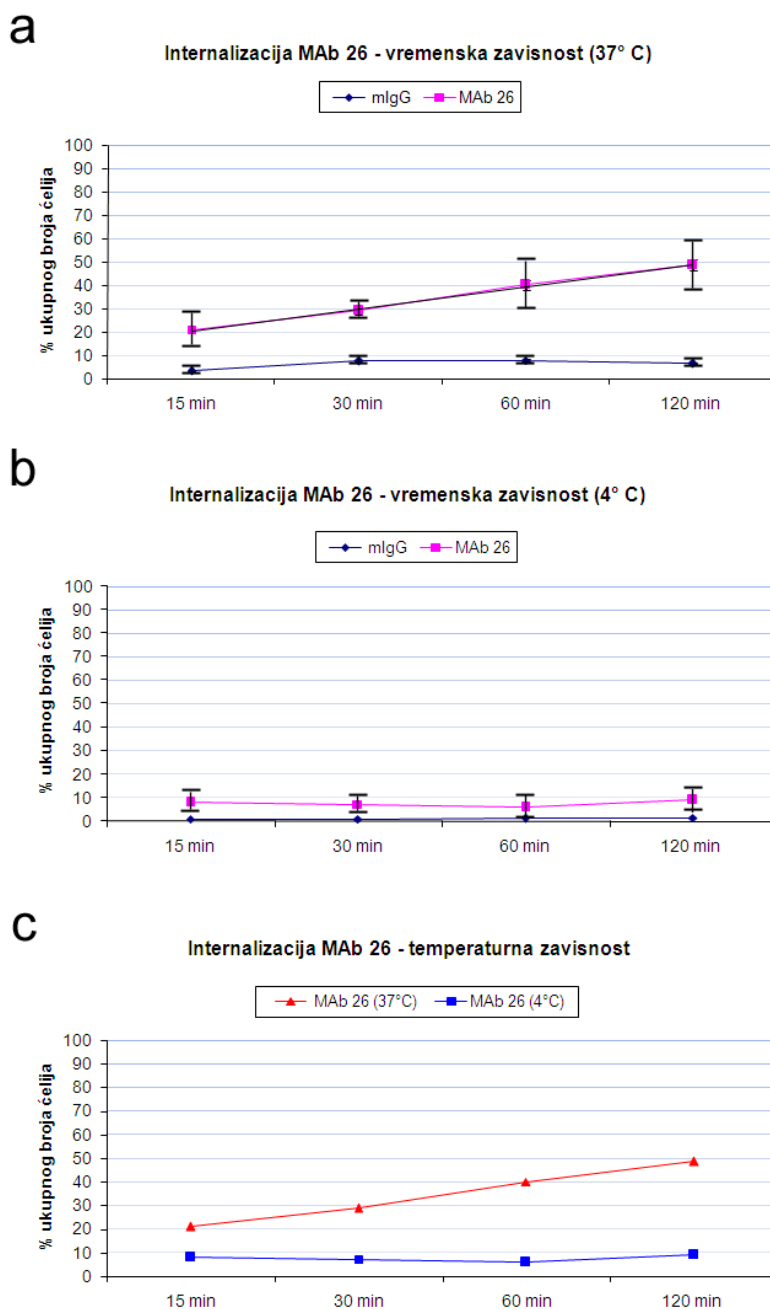 a
Internalizacija MAb 26 - vremenska zavisnost (37° C)
mIgG MAb 26
% ukupnog broja ćelija
100
90
80
70
60
50
40
30
20
10
0
15 min 30 min 60 min 120 min
b
Internalizacija MAb 26 - vremenska zavisnost (4° C)
mIgG MAb 26
% ukupnog broja ćelija
100
90
80
70
60
50
40
30
20
10
0
15 min 30 min 60 min 120 min
c
Internalizacija MAb 26 - temperaturna zavisnost
MAb 26 (37°C) MAb 26 (4°C)
% ukupnog broja ćelija
100
90
80
70
60
50
40
30
20
10
0
15 min 30 min 60 min 120 min